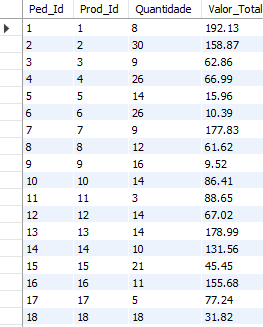 Ped_Id Prod_Id Quantidade Valor_Total
1 1 8 192.13
2 2 30 158.87
3 3 9 62.86
4 4 26 66.99
5 5 14 15.96
6 6 26 10.39
7 7 9 177.83
8 8 12 61.62
9 9 16 9.52
10 10 14 86.41
11 11 3 88.65
12 12 14 67.02
13 13 14 178.99
14 14 10 131.56
15 15 21 45.45
16 16 11 155.68
17 17 5 77.24
18 18 18 31.82